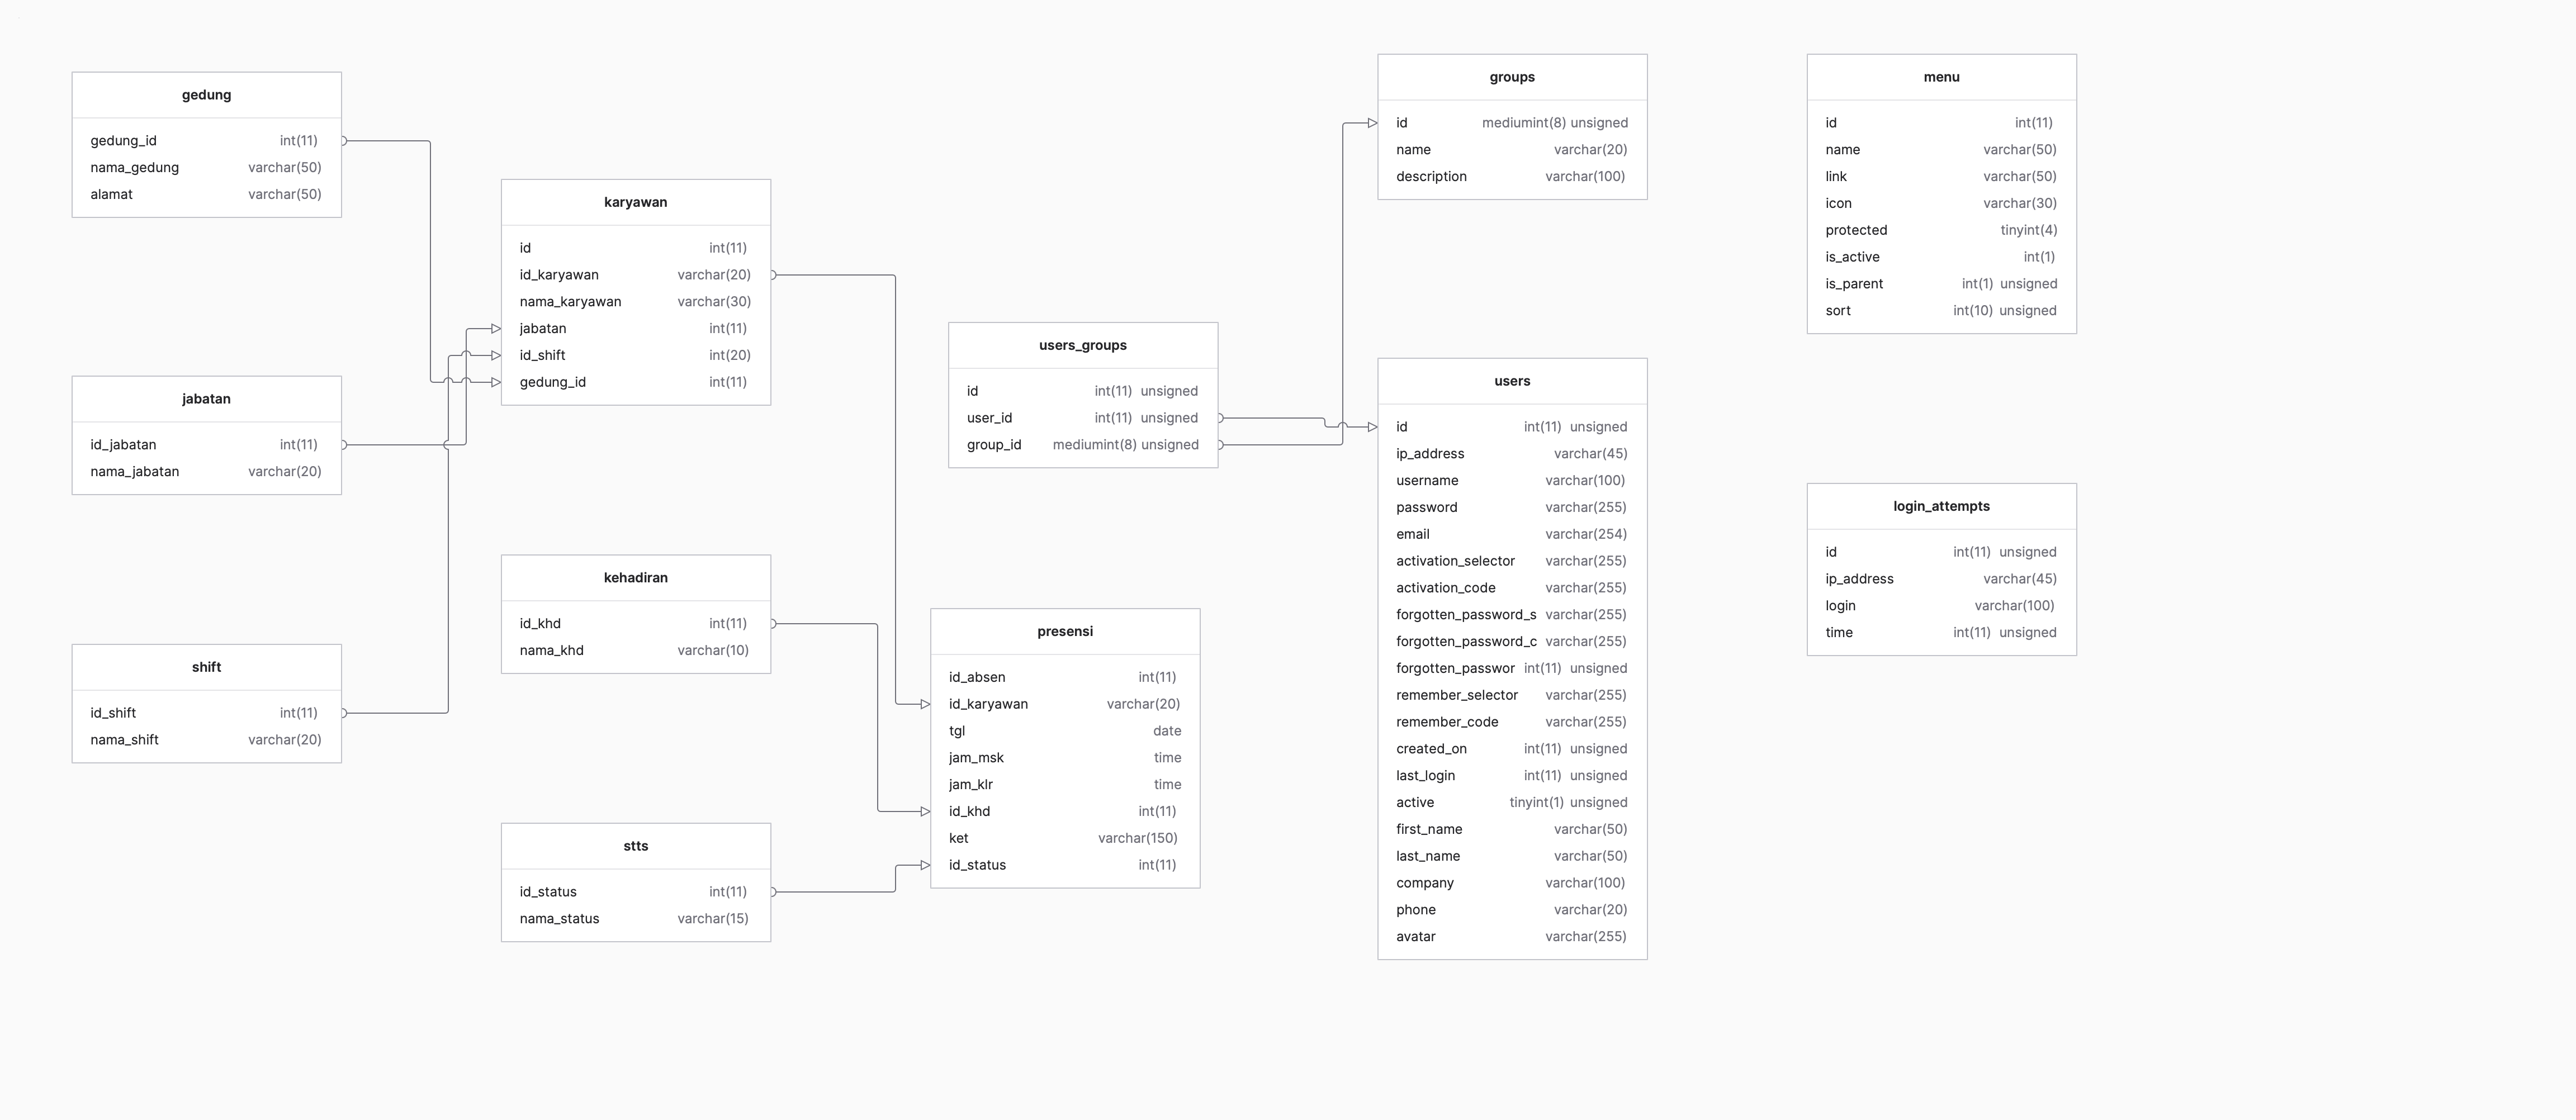 gedung
gedung_id int(11)
nama_gedung varchar(50)
alamat varchar(50)
jabatan
id_jabatan int(11)
nama_jabatan varchar(20)
shift
id_shift int(11)
nama_shift varchar(20)
karyawan
id int(11)
id_karyawan varchar(20)
nama_karyawan varchar(30)
jabatan int(11)
id_shift int(20)
gedung_id int(11)
kehadiran
id_khd int(11)
nama_khd varchar(10)
stts
id_status int(11)
nama_status varchar(15)
users_groups
id int(11) unsigned
user_id int(11) unsigned
group_id mediumint(8) unsigned
presensi
id_absen int(11)
id_karyawan varchar(20)
tgl date
jam_msk time
jam_klr time
id_khd int(11)
ket varchar(150)
id_status int(11)
groups
id mediumint(8) unsigned
name varchar(20)
description varchar(100)
users
id int(11) unsigned
ip_address varchar(45)
username varchar(100)
password varchar(255)
email varchar(254)
activation_selector varchar(255)
activation_code varchar(255)
forgotten_password_s varchar(255)
forgotten_password_c varchar(255)
forgotten_passwor int(11) unsigned
remember_selector varchar(255)
remember_code varchar(255)
created_on int(11) unsigned
last_login int(11) unsigned
active tinyint(1) unsigned
first_name varchar(50)
last_name varchar(50)
company varchar(100)
phone varchar(20)
avatar varchar(255)
menu
id int(11)
name varchar(50)
link varchar(50)
icon varchar(30)
protected tinyint(4)
is_active int(1)
is_parent int(1) unsigned
sort int(10) unsigned
login_attempts
id int(11) unsigned
ip_address varchar(45)
login varchar(100)
time int(11) unsigned